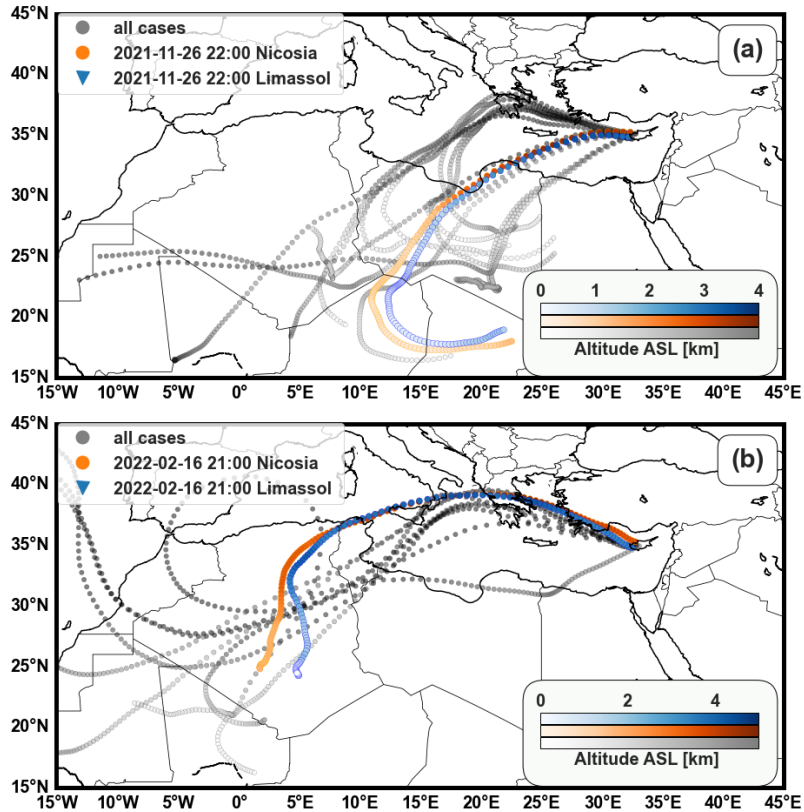 45°N
40°N
35°N
30°N
25°N
20°N
15°N
all cases
2021-11-26 22:00 Nicosia
2021-11-26 22:00 Limassol
(a)
0 1 2 3 4
Altitude ASL [km]
15°W 10°W 5°W 0° 5°E 10°E 15°E 20°E 25°E 30°E 35°E 40°E 45°E
45°N
40°N
35°N
30°N
25°N
20°N
15°N
all cases
2022-02-16 21:00 Nicosia
2022-02-16 21:00 Limassol
(b)
0 2 4
Altitude ASL [km]
15°W 10°W 5°W 0° 5°E 10°E 15°E 20°E 25°E 30°E 35°E 40°E 45°E